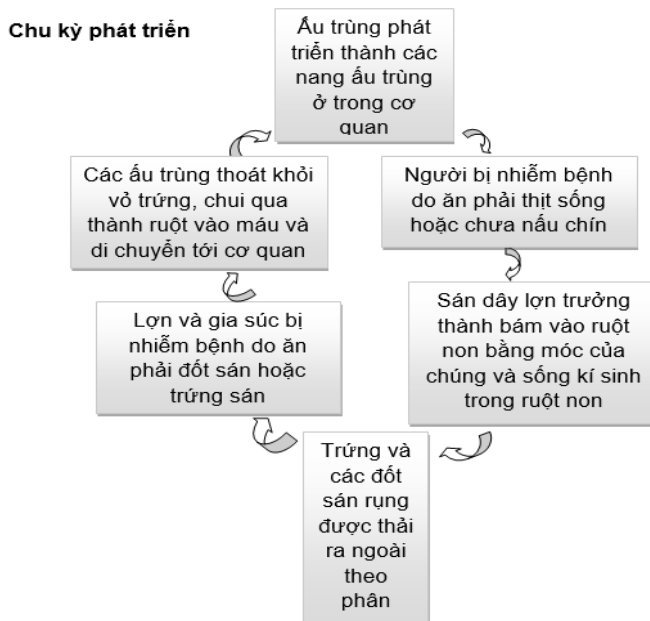 Chu kỳ phát triển
Ấu trùng phát
triển thành các
nang ấu trùng
ở trong cơ
quan
Người bị nhiễm bệnh
do ăn phải thịt sống
hoặc chưa nấu chín
Sán dây lợn trưởng
thành bám vào ruột
non bằng móc của
chúng và sống kí sinh
trong ruột non
Trứng và
các đốt
sán rụng
được thải
ra ngoài
theo
phân
Lợn và gia súc bị
nhiễm bệnh do ăn
phải đốt sán hoặc
trứng sán
Các ấu trùng thoát khỏi
vỏ trứng, chui qua
thành ruột vào máu và
di chuyển tới cơ quan